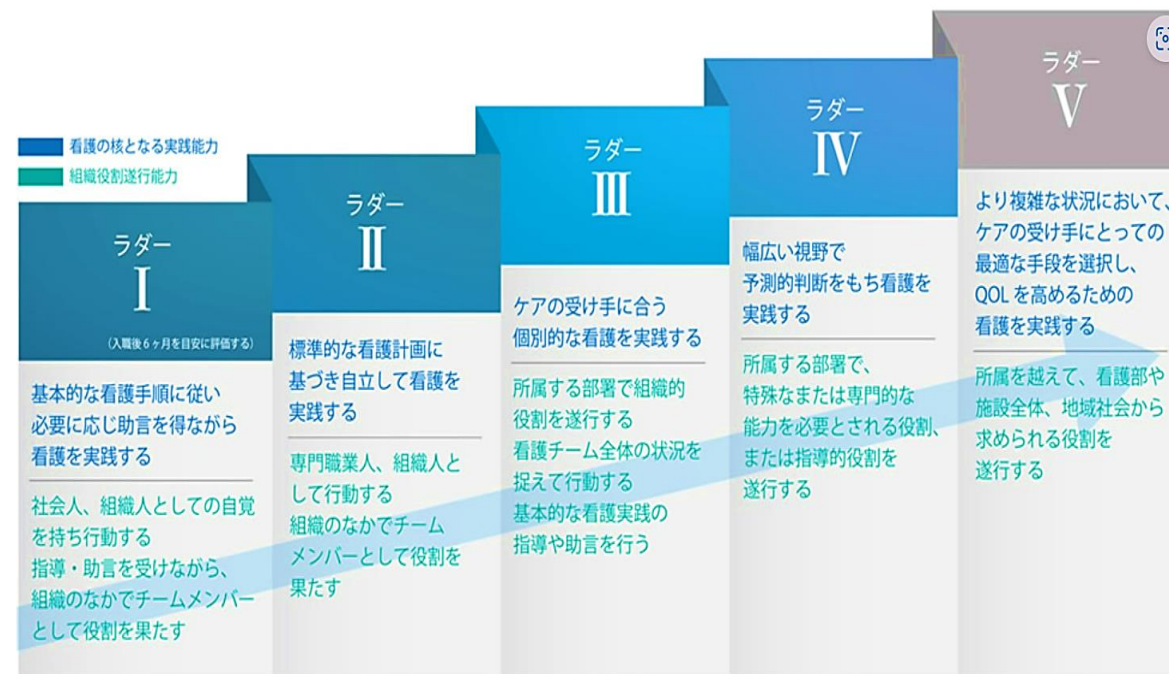 看護の核となる実践能力
組織役割遂行能力
ラダー
I
(入職後6ヶ月を目安に評価する)
基本的な看護手順に従い
必要に応じ助言を得ながら
看護を実践する
社会人、組織人としての自覚
を持ち行動する
指導・助言を受けながら、
組織のなかでチームメンバー
として役割を果たす
ラダー
II
標準的な看護計画に
基づき自立して看護を
実践する
専門職業人、組織人と
して行動する
組織のなかでチーム
メンバーとして役割を
果たす
ラダー
III
ケアの受け手に合う
個別的な看護を実践する
所属する部署で組織的
役割を遂行する
看護チーム全体の状況を
捉えて行動する
基本的な看護実践の
指導や助言を行う
ラダー
IV
幅広い視野で
予測的判断をもち看護を
実践する
所属する部署で、
特殊なまたは専門的な
能力を必要とされる役割、
または指導的役割を
遂行する
ラダー
V
より複雑な状況において、
ケアの受け手にとっての
最適な手段を選択し、
QOLを高めるための
看護を実践する
所属を越えて、看護部や
施設全体、地域社会から
求められる役割を
遂行する